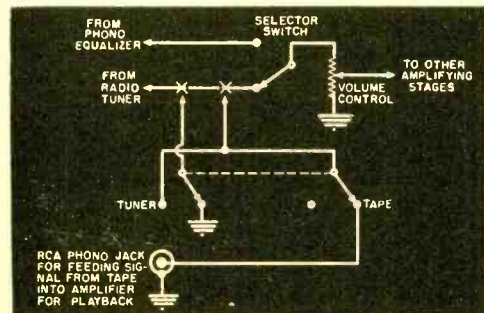 FROM
PHONO
EQUALIZER
SELECTOR
SWITCH
FROM
RADIO
TUNER
VOLUME
CONTROL
TO OTHER
AMPLIFYING
STAGES
TUNER
TAPE
RCA PHONO JACK
FOR FEEDING SIG-
NAL FROM TAPE
INTO AMPLIFIER
FOR PLAYBACK